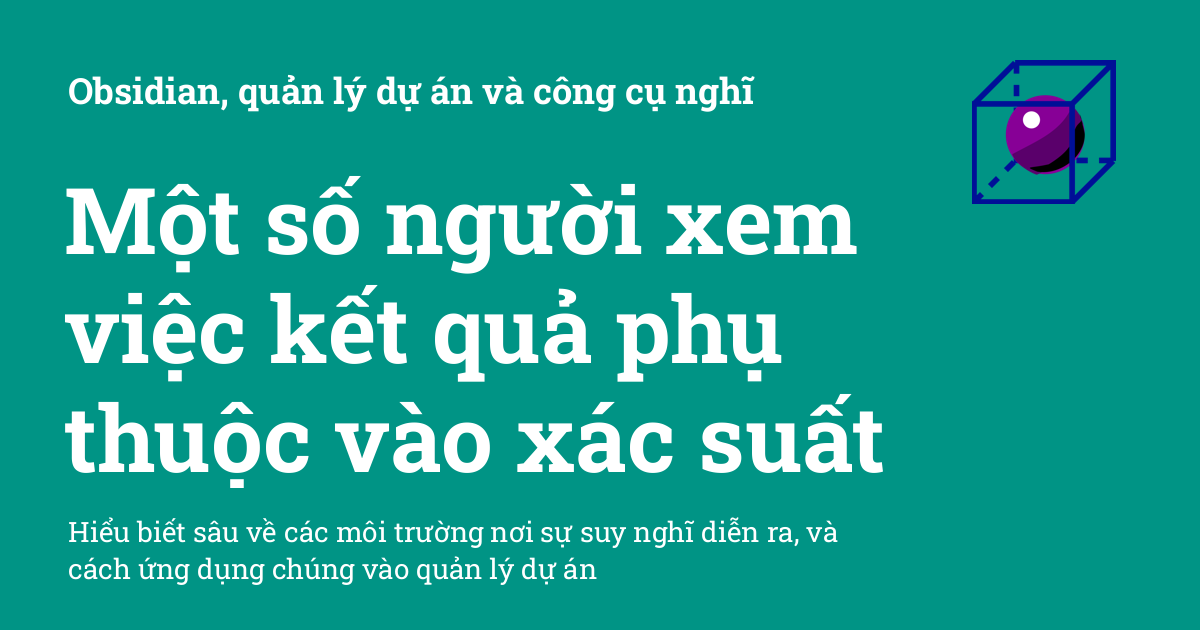 Obsidian, quản lý dự án và công cụ nghĩ
Một số người xem
việc kết quả phụ
thuộc vào xác suất
Hiểu biết sâu về các môi trường nơi sự suy nghĩ diễn ra, và
cách ứng dụng chúng vào quản lý dự án